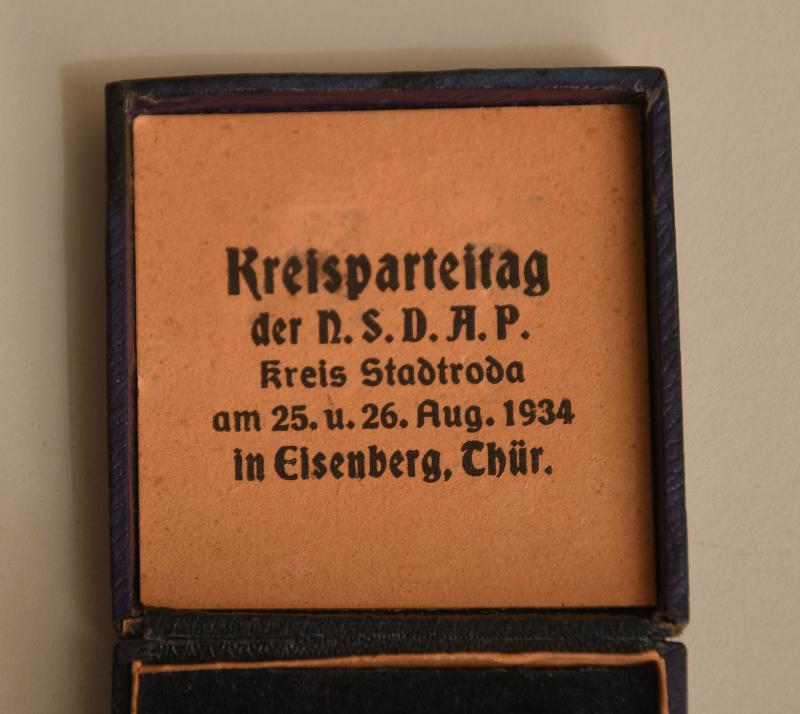 Kreisparteitag
der N.S.D.A.P.
Kreis Stadtroda
am 25. u. 26. Aug. 1934
in Eisenberg, Thür.